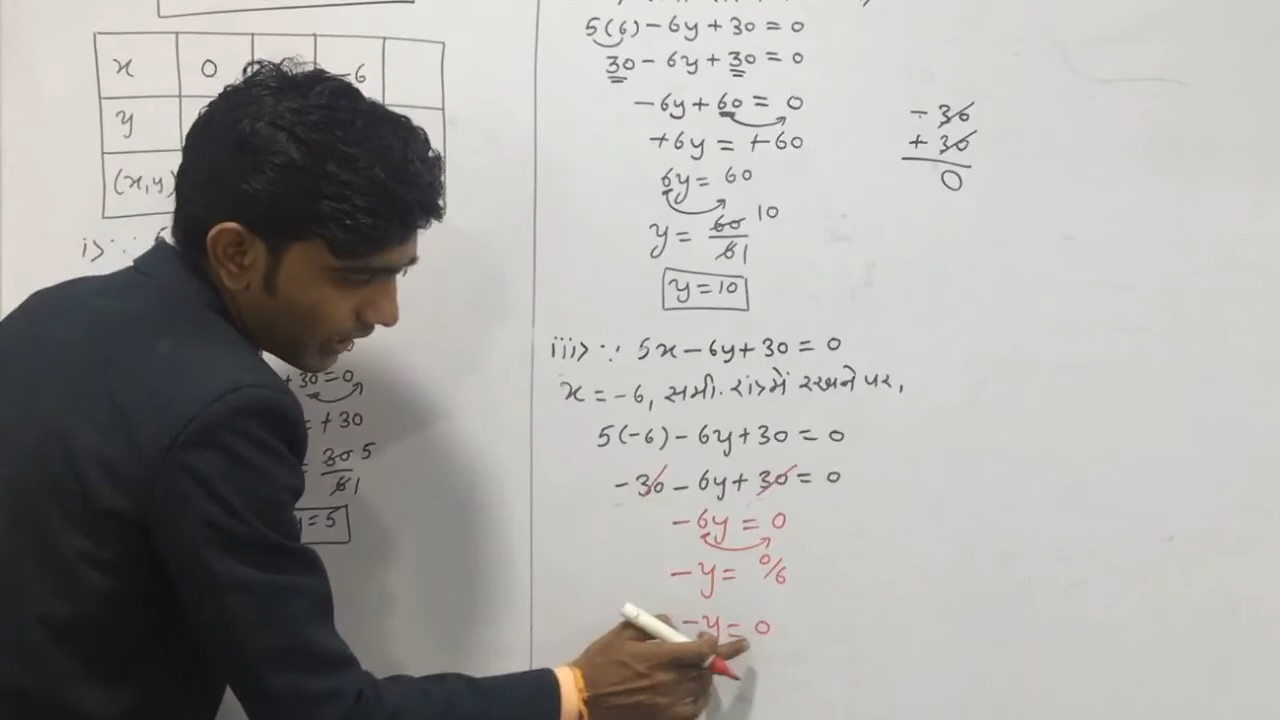 x 0 -6
y
(x,y)
i> ∵
+30=0
= +30
= 30 5
6 1
y=5
5(6)-6y+30=0
30-6y+30=0
-6y+60=0
+6y=+60
6y=60
y= 60 10
6 1
y=10
-30
+30
0
iii> ∵ 5x-6y+30=0
x=-6, समी. (i) में रखने पर,
5(-6)-6y+30=0
-30-6y+30=0
-6y=0
-y= 0/6
-y=0